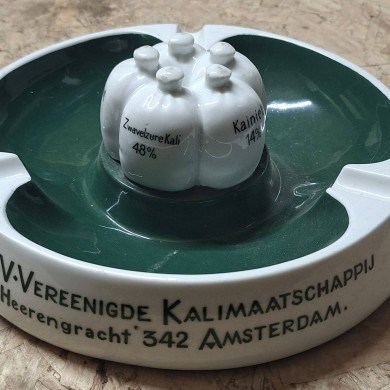 Zwavelzure Kali
48%
Kainiet
14%
V. VEREENIGDE KALIMAATSCHAPPIJ
Heerengracht 342 AMSTERDAM.